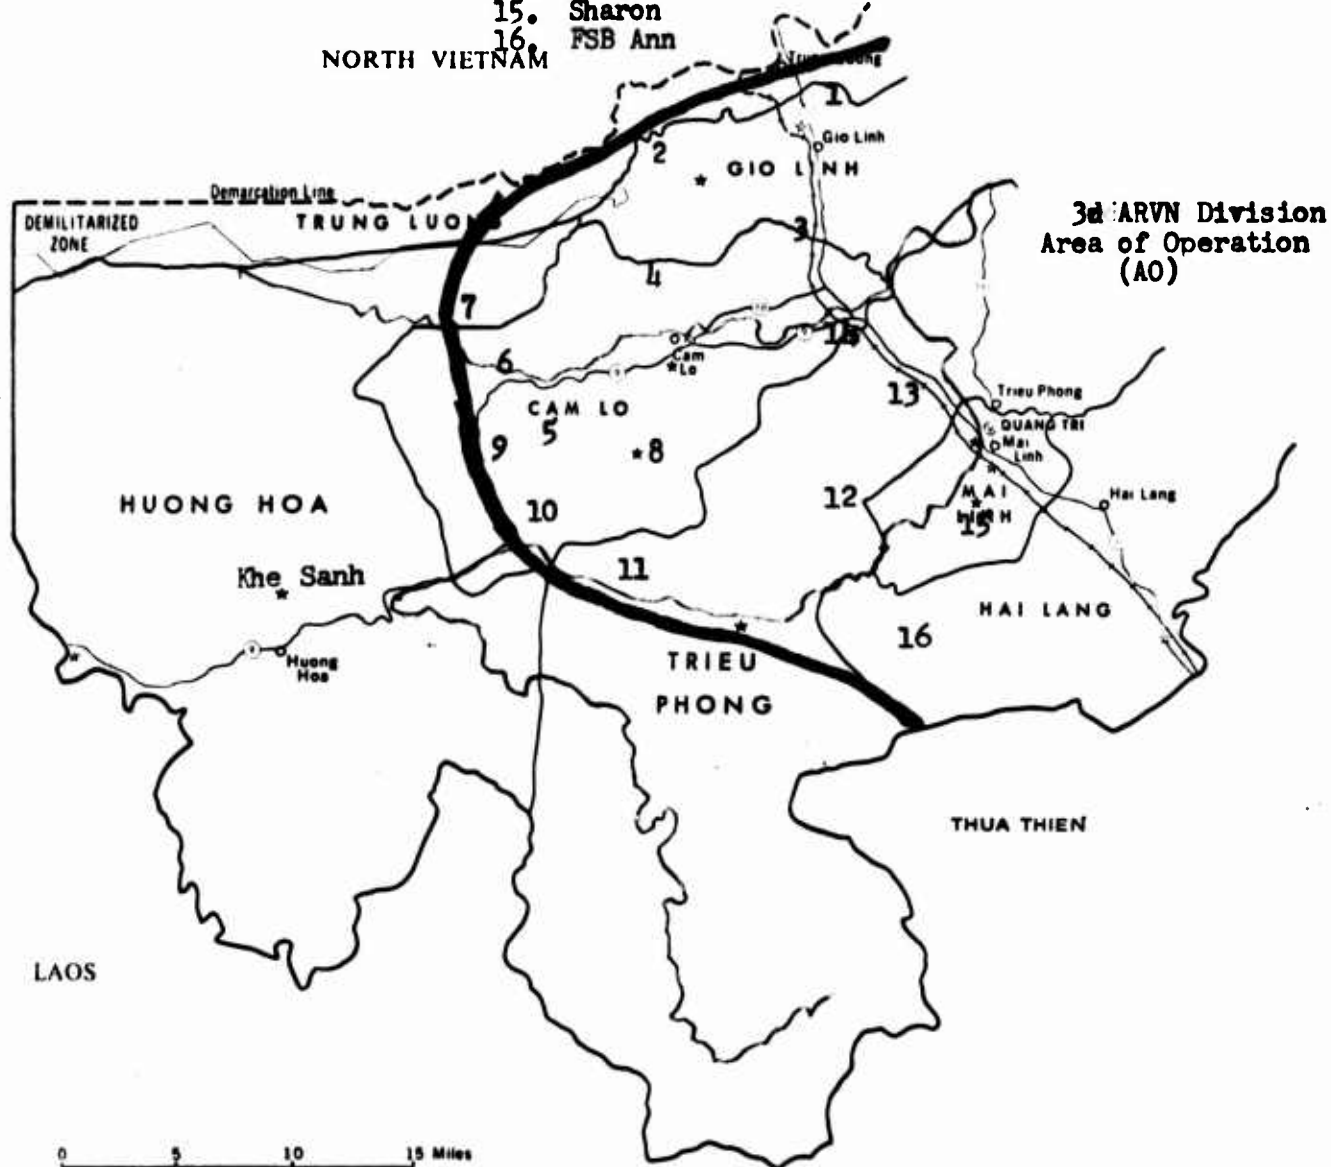 15. Sharon
16. FSB Ann
NORTH VIETNAM
1
Gio Linh
2
GIO LINH
Demarcation Line
DEMILITARIZED
ZONE
TRUNG LUONG
3
3d ARVN Division
Area of Operation
(AO)
4
7
6
Cam
Lo
CAM LO
5
13
Trieu Phong
QUANG TRI
Mai
Linh
9
8
HUONG HOA
10
12
MAI
15
Hai Lang
Khe Sanh
11
HAI LANG
16
9
Huong
Hoa
TRIEU
PHONG
THUA THIEN
LAOS
0 5 10 15 Miles